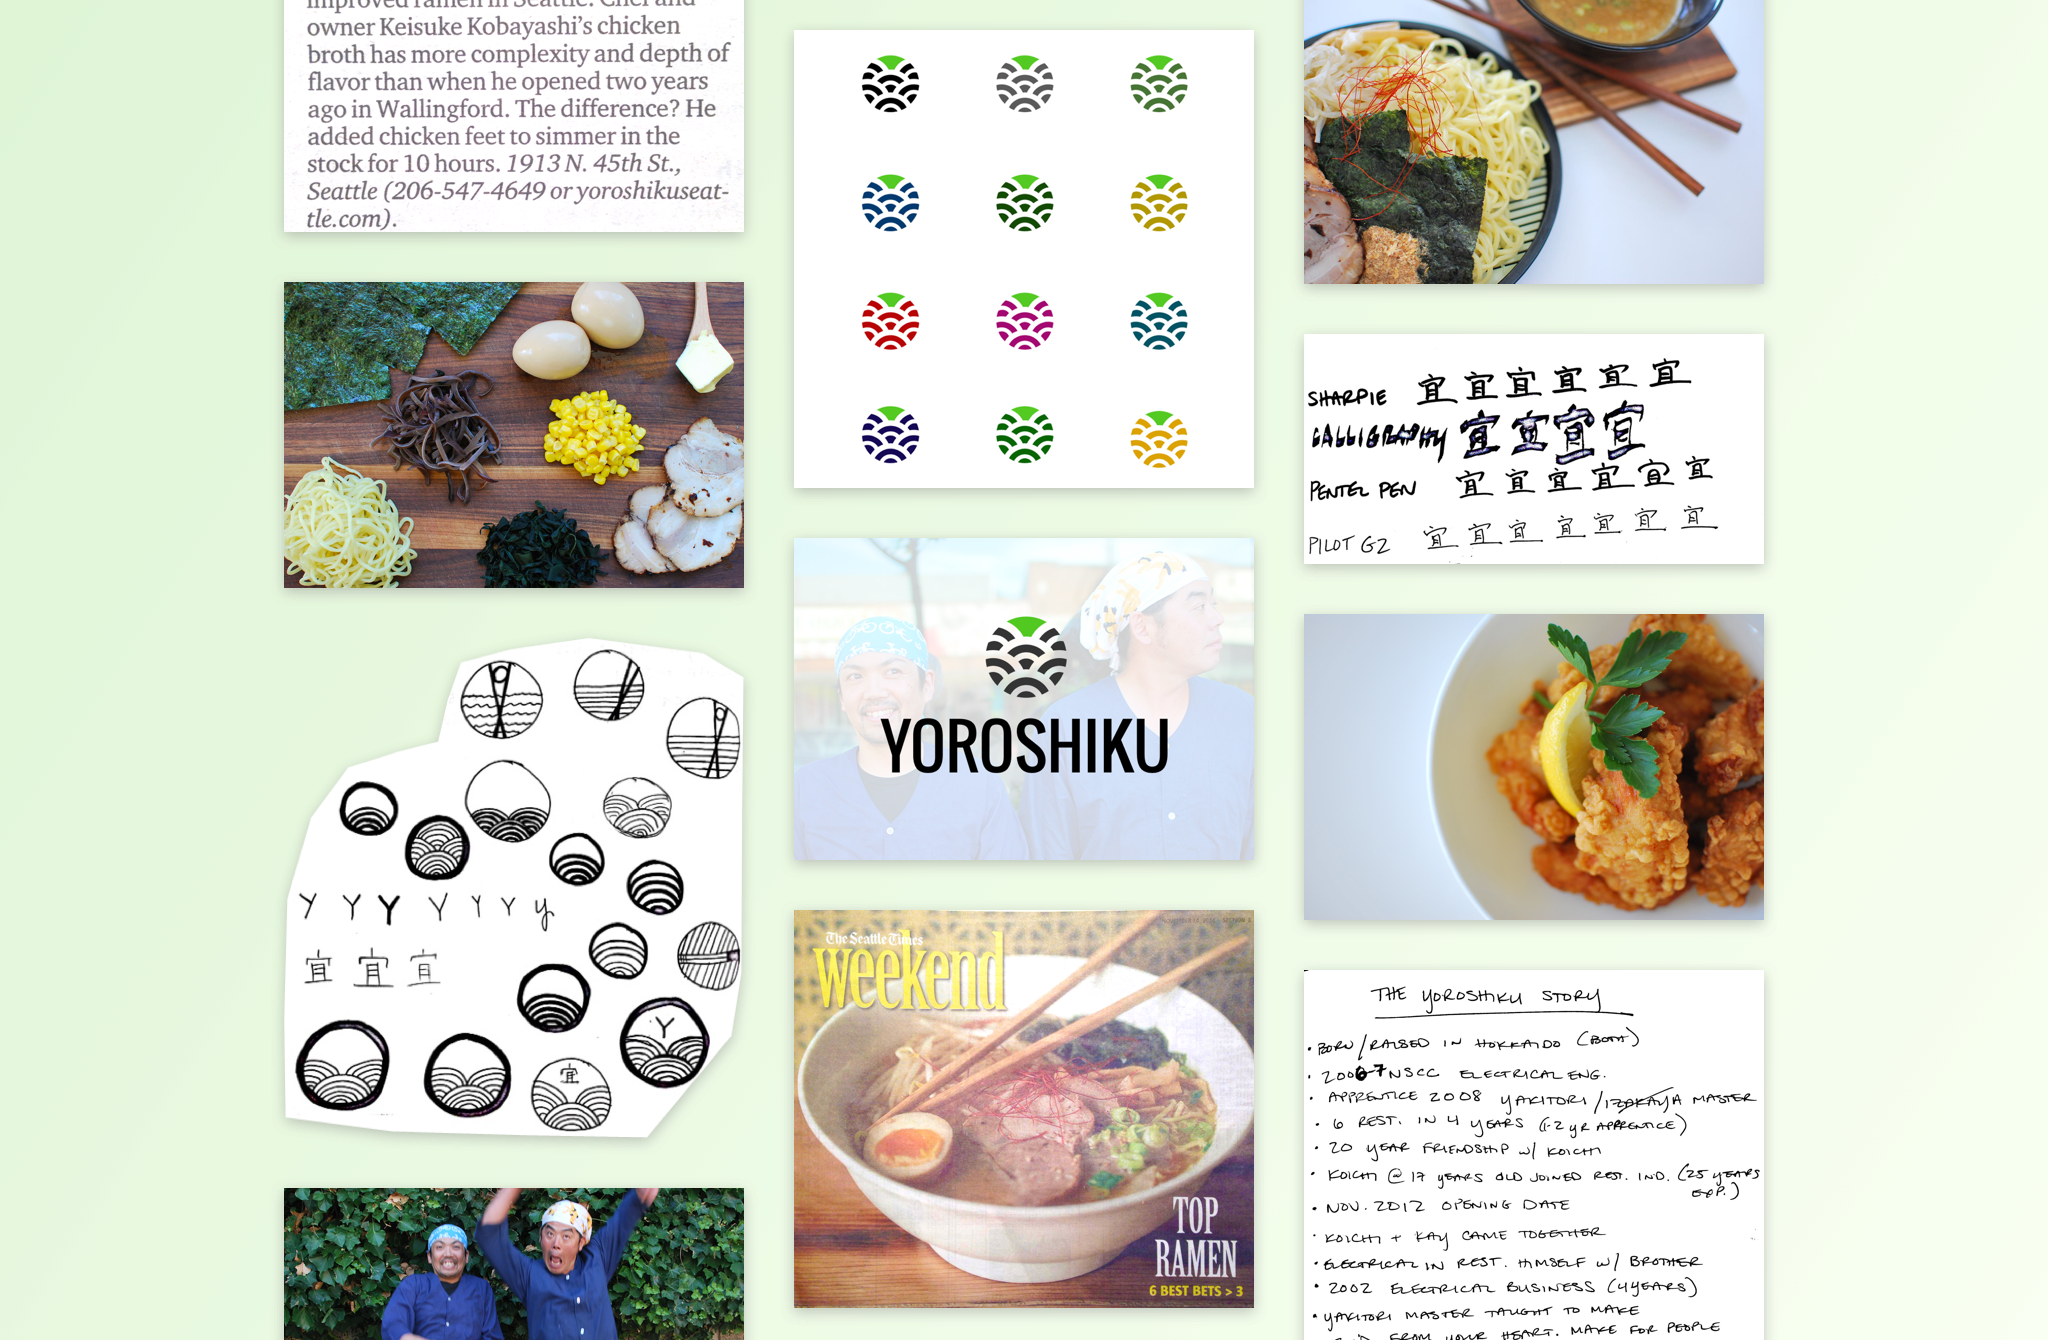 improved ramen in Seattle. Chef and
owner Keisuke Kobayashi's chicken
broth has more complexity and depth of
flavor than when he opened two years
ago in Wallingford. The difference? He
added chicken feet to simmer in the
stock for 10 hours. 1913 N. 45th St.,
Seattle (206-547-4649 or yoroshikuseat-
tle.com).
Y Y Y Y Y Y y
宜 宜 宜
Y
宜
YOROSHIKU
The Seattle Times
weekend
TOP
RAMEN
6 BEST BETS > 3
SHARPIE 宜 宜 宜 宜 宜 宜
CALLIGRAPHY 宜 宜 宜 宜
PENTEL PEN 宜 宜 宜 宜 宜 宜
PILOT G2 宜 宜 宜 宜 宜 宜 宜
THE YOROSHIKU STORY
• BORN/RAISED IN HOKKAIDO (BOTH)
• 2007 NSCC ELECTRICAL ENG.
• APPRENTICE 2008 YAKITORI/IZAKAYA MASTER
• 6 REST. IN 4 YEARS (1-2 yr APPRENTICE)
• 20 YEAR FRIENDSHIP w/ KOICHI
• KOICHI @ 17 YEARS OLD JOINED REST. IND. (25 YEARS
EXP.)
• NOV. 2012 OPENING DATE
• KOICHI + KAY CAME TOGETHER
• ELECTRICAL IN REST. HIMSELF w/ BROTHER
• 2002 ELECTRICAL BUSINESS (4 YEARS)
• YAKITORI MASTER TAUGHT TO MAKE
FROM YOUR HEART. MAKE FOR PEOPLE